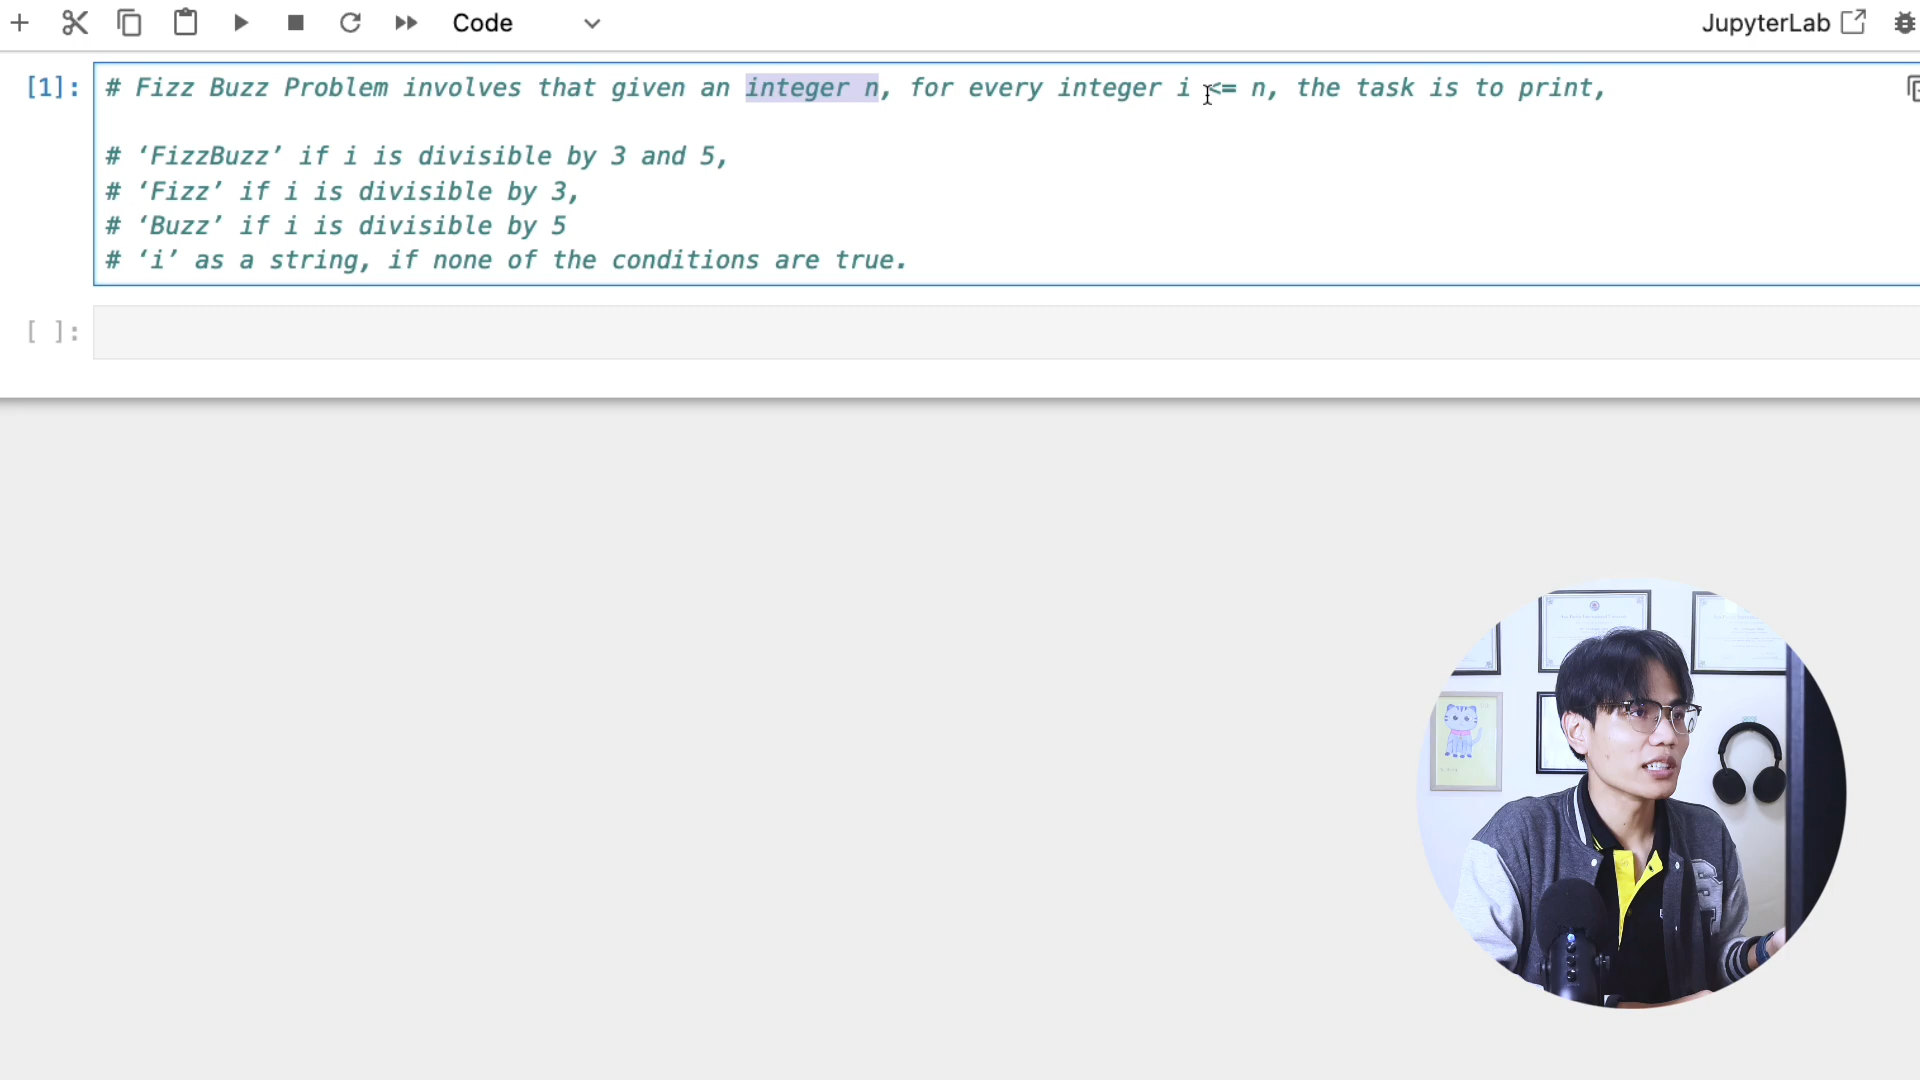 Code
JupyterLab
[1]:
# Fizz Buzz Problem involves that given an integer n, for every integer i <= n, the task is to print,
# ‘FizzBuzz’ if i is divisible by 3 and 5,
# ‘Fizz’ if i is divisible by 3,
# ‘Buzz’ if i is divisible by 5
# ‘i’ as a string, if none of the conditions are true.
[ ]: